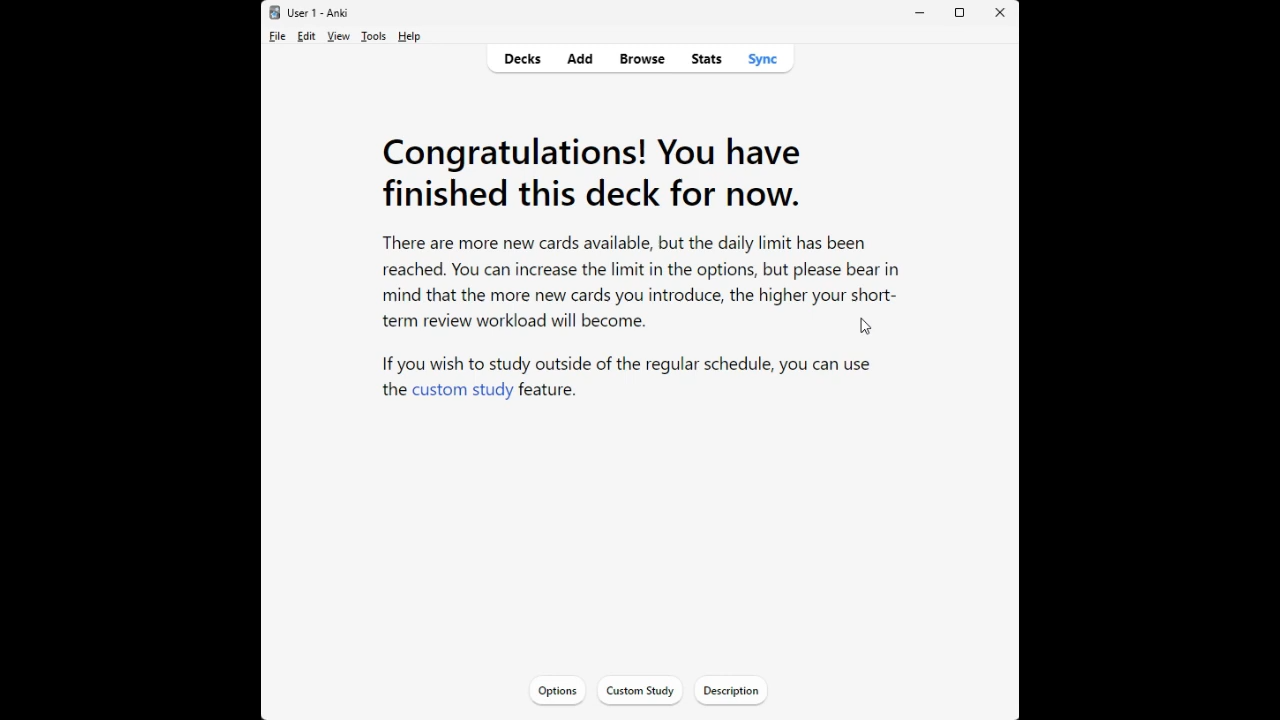 User 1 - Anki
File Edit View Tools Help
Decks Add Browse Stats Sync
Congratulations! You have
finished this deck for now.
There are more new cards available, but the daily limit has been
reached. You can increase the limit in the options, but please bear in
mind that the more new cards you introduce, the higher your short-
term review workload will become.
If you wish to study outside of the regular schedule, you can use
the custom study feature.
Options Custom Study Description